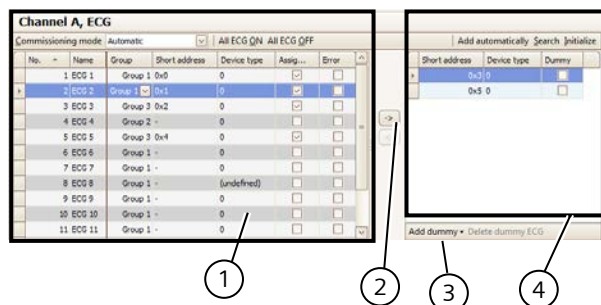 Channel A, ECG
Commissioning mode Automatic All ECG ON All ECG OFF Add automatically Search Initialize
No. Name Group Short address Device type Assig... Error
1 ECG 1 Group 1 0x0 0
2 ECG 2 Group 1 0x1 0
3 ECG 3 Group 3 0x2 0
4 ECG 4 Group 2 - 0
5 ECG 5 Group 3 0x4 0
6 ECG 6 Group 1 - 0
7 ECG 7 Group 1 - 0
8 ECG 8 Group 1 - (undefined)
9 ECG 9 Group 1 - 0
10 ECG 10 Group 1 - 0
11 ECG 11 Group 1 - 0
->
Short address Device type Dummy
0x3 0
0x5 0
Add dummy Delete dummy ECG
1 2 3 4